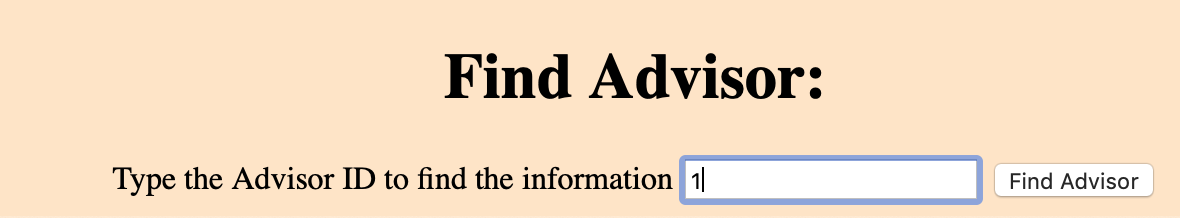 Find Advisor:
Type the Advisor ID to find the information 1 Find Advisor